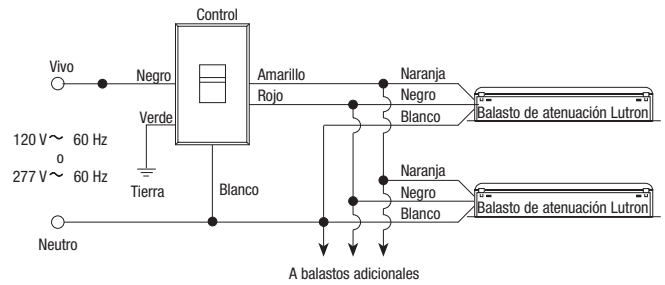 Control
Vivo
Negro
Amarillo
Naranja
Rojo
Negro
Blanco
Balasto de atenuación Lutron
Verde
120 V~ 60 Hz
o
277 V~ 60 Hz
Tierra
Blanco
Naranja
Negro
Blanco
Balasto de atenuación Lutron
Neutro
A balastos adicionales